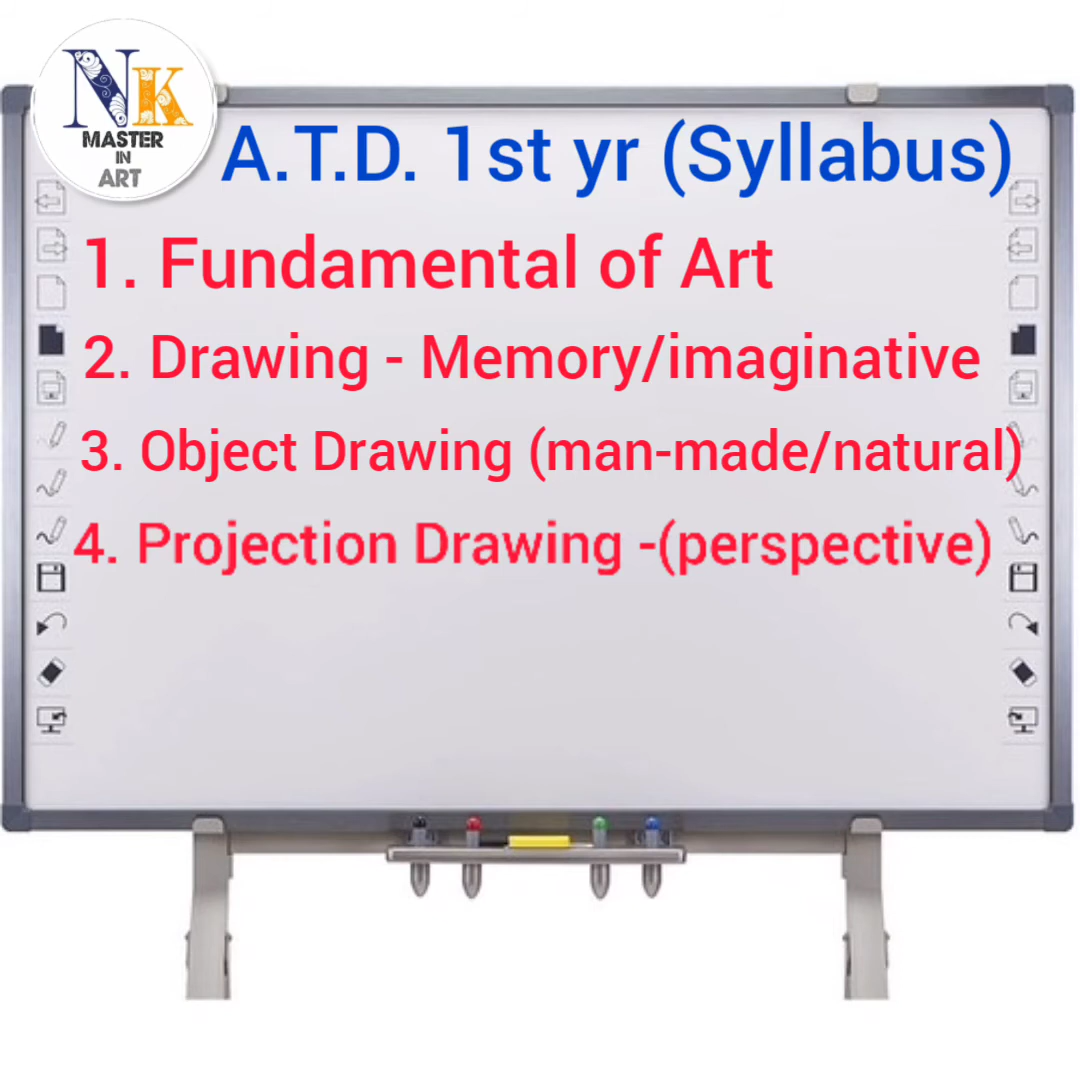 NK
MASTER
IN
ART
A.T.D. 1st yr (Syllabus)
1. Fundamental of Art
2. Drawing - Memory/imaginative
3. Object Drawing (man-made/natural)
4. Projection Drawing -(perspective)